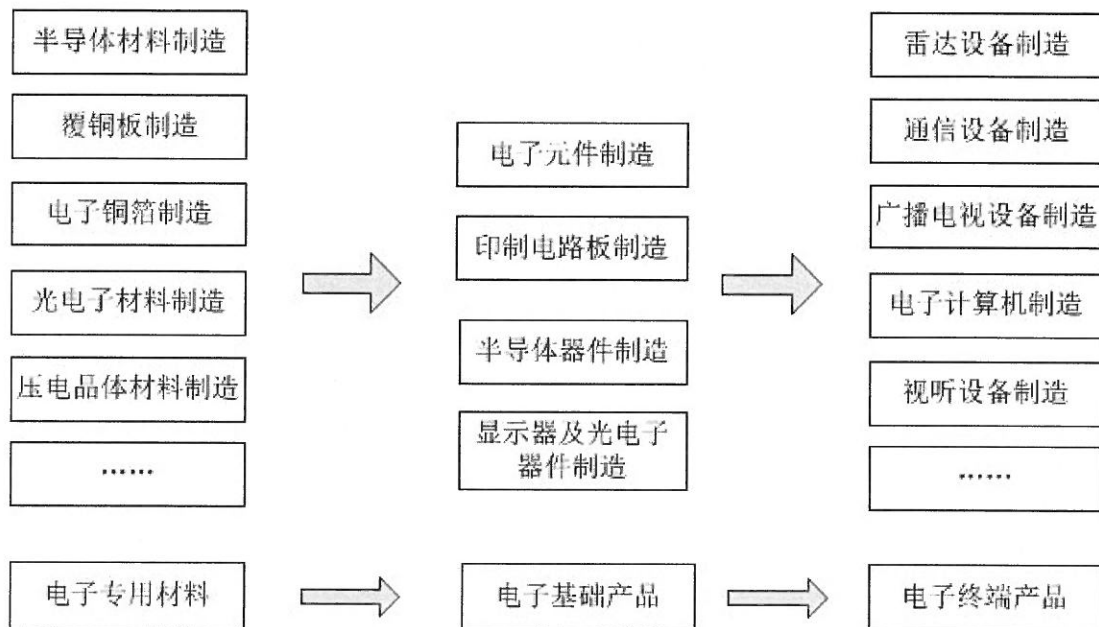 半导体材料制造
覆铜板制造
电子铜箔制造
光电子材料制造
压电晶体材料制造
……
电子元件制造
印制电路板制造
半导体器件制造
显示器及光电子
器件制造
雷达设备制造
通信设备制造
广播电视设备制造
电子计算机制造
视听设备制造
……
电子专用材料
电子基础产品
电子终端产品